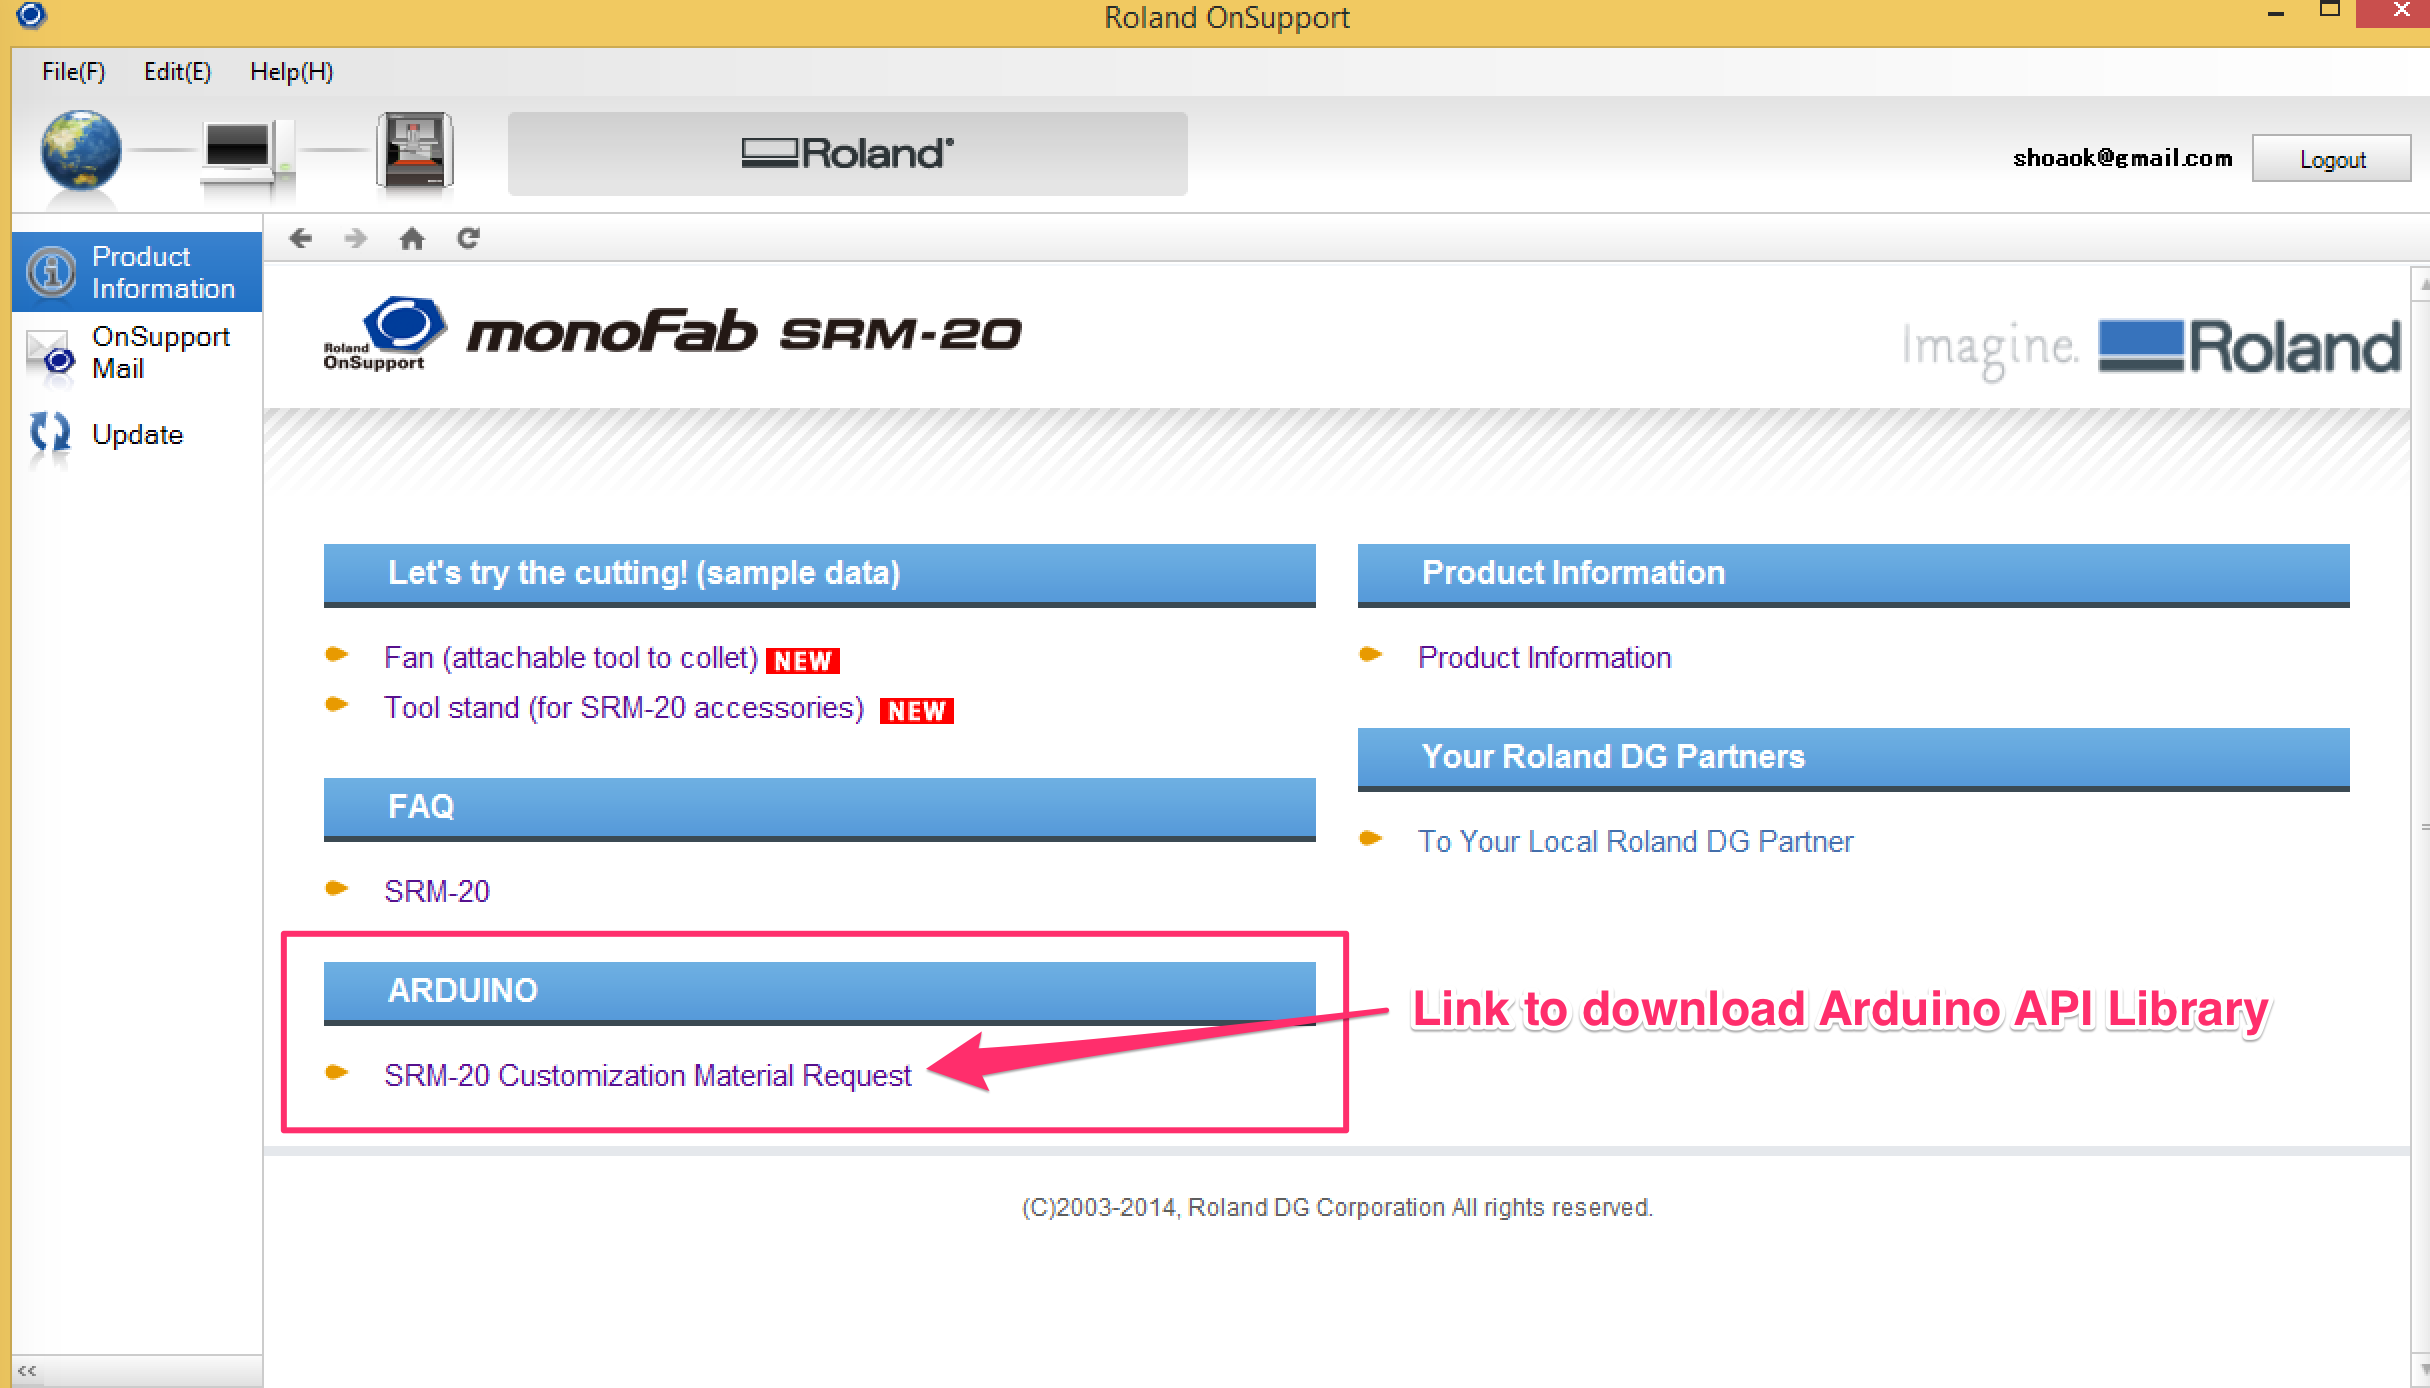 Roland OnSupport
File(F) Edit(E) Help(H)
Roland
shoaok@gmail.com Logout
Product
Information
OnSupport
Mail
Update
Roland
OnSupport
monoFab SRM-20
Imagine. Roland
Let's try the cutting! (sample data)
Fan (attachable tool to collet) NEW
Tool stand (for SRM-20 accessories) NEW
FAQ
SRM-20
ARDUINO
SRM-20 Customization Material Request
Product Information
Product Information
Your Roland DG Partners
To Your Local Roland DG Partner
Link to download Arduino API Library
(C)2003-2014, Roland DG Corporation All rights reserved.
<<